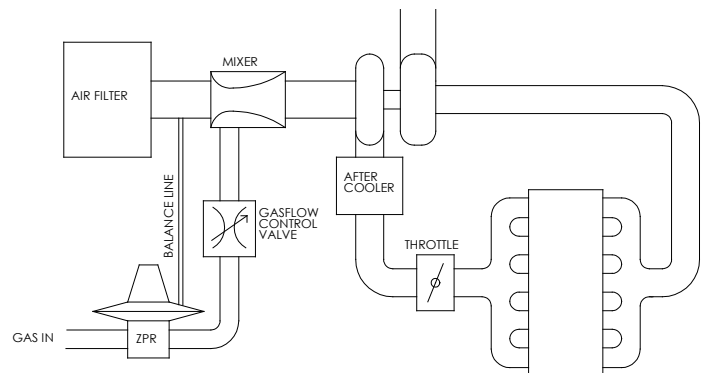 MIXER
AIR FILTER
AFTER
COOLER
BALANCE LINE
GASFLOW
CONTROL
VALVE
THROTTLE
GAS IN
ZPR